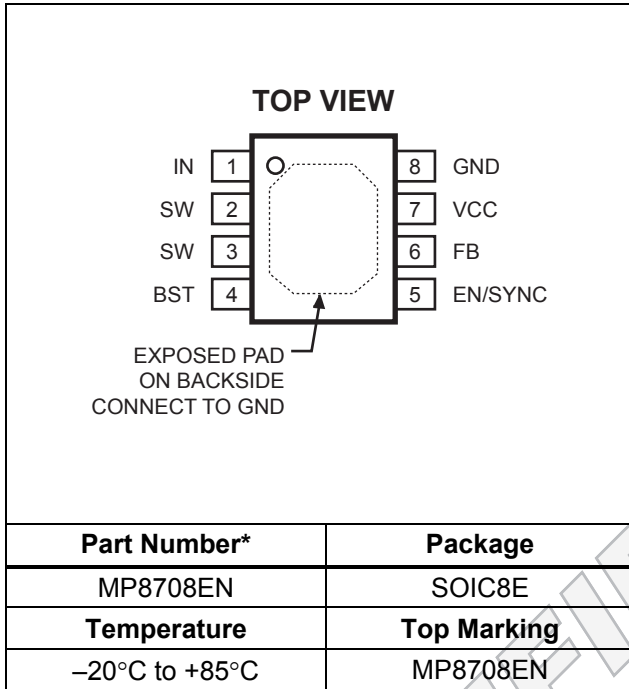 TOP VIEW
IN 1 8 GND
SW 2 7 VCC
SW 3 6 FB
BST 4 5 EN/SYNC
EXPOSED PAD
ON BACKSIDE
CONNECT TO GND
Part Number* Package
MP8708EN SOIC8E
Temperature Top Marking
–20°C to +85°C MP8708EN